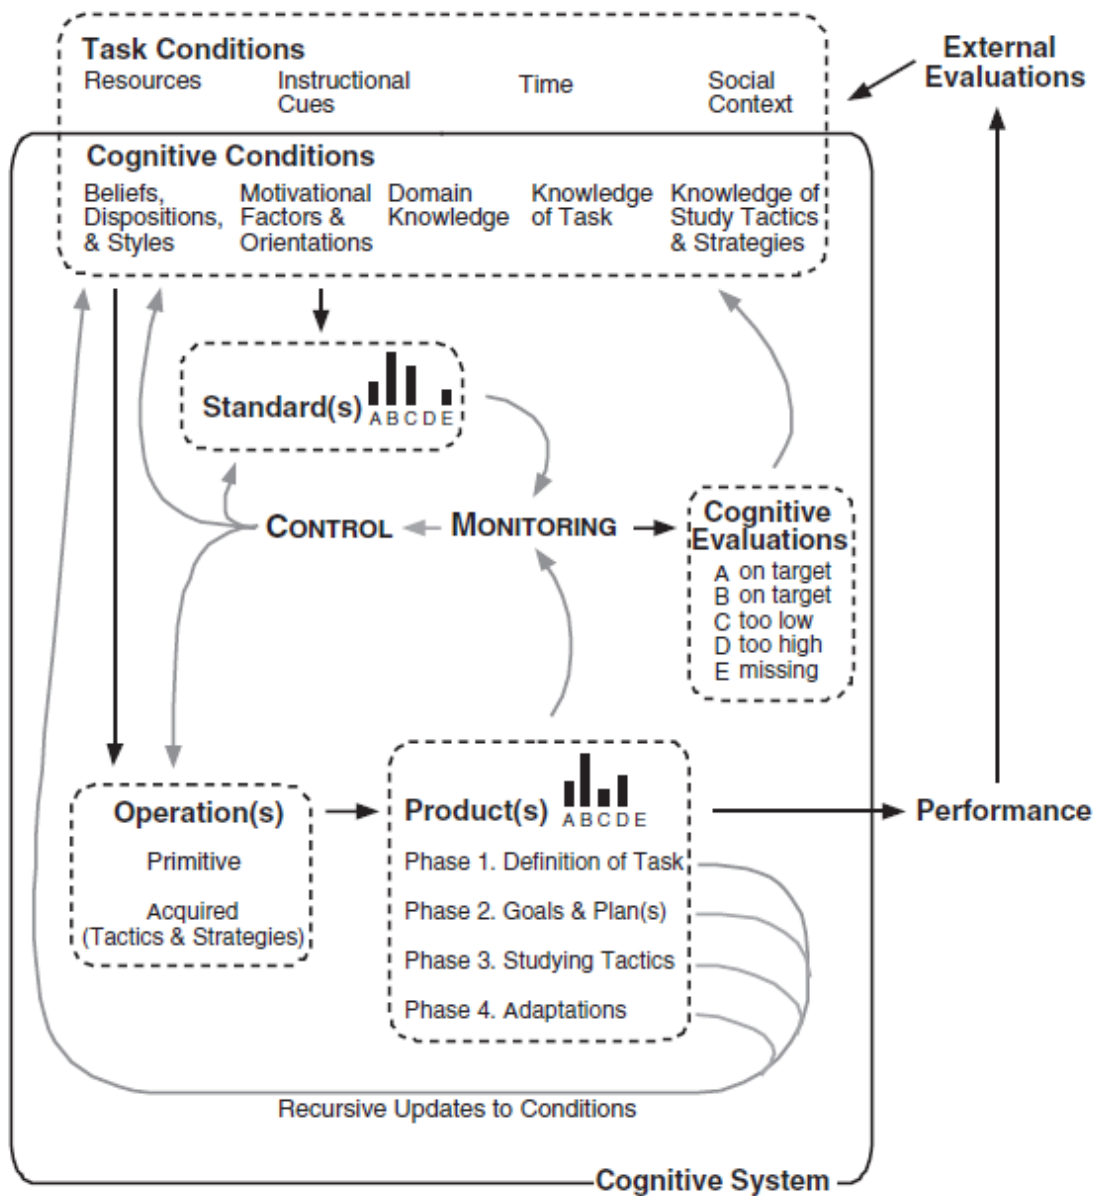 Task Conditions
Resources
Instructional
Cues
Time
Social
Context
External
Evaluations
Cognitive Conditions
Beliefs,
Dispositions,
& Styles
Motivational
Factors &
Orientations
Domain
Knowledge
Knowledge
of Task
Knowledge of
Study Tactics
& Strategies
Standard(s)
A B C D E
CONTROL
MONITORING
Cognitive
Evaluations
A on target
B on target
C too low
D too high
E missing
Operation(s)
Primitive
Acquired
(Tactics & Strategies)
Product(s)
A B C D E
Phase 1. Definition of Task
Phase 2. Goals & Plan(s)
Phase 3. Studying Tactics
Phase 4. Adaptations
Performance
Recursive Updates to Conditions
Cognitive System